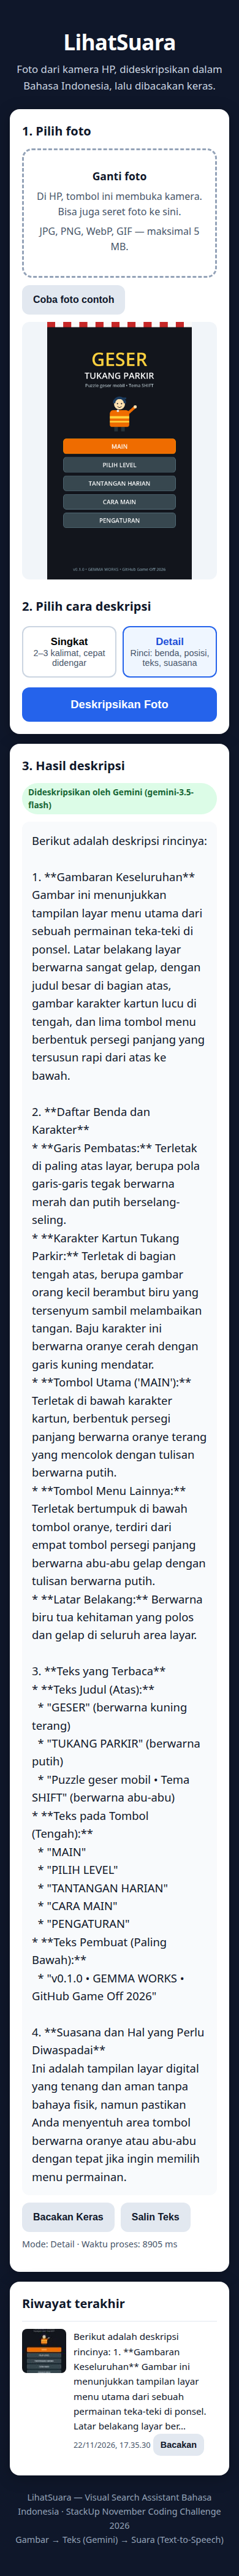 LihatSuara
Foto dari kamera HP, dideskripsikan dalam
Bahasa Indonesia, lalu dibacakan keras.
1. Pilih foto
Ganti foto
Di HP, tombol ini membuka kamera.
Bisa juga seret foto ke sini.
JPG, PNG, WebP, GIF — maksimal 5
MB.
Coba foto contoh
GESER
TUKANG PARKIR
Puzzle geser mobil • Tema SHIFT
MAIN
PILIH LEVEL
TANTANGAN HARIAN
CARA MAIN
PENGATURAN
v0.1.0 • GEMMA WORKS • GitHub Game Off 2026
2. Pilih cara deskripsi
Singkat
2–3 kalimat, cepat
didengar
Detail
Rinci: benda, posisi,
teks, suasana
Deskripsikan Foto
3. Hasil deskripsi
Dideskripsikan oleh Gemini (gemini-3.5-
flash)
Berikut adalah deskripsi rincinya:
1. **Gambaran Keseluruhan**
Gambar ini menunjukkan
tampilan layar menu utama dari
sebuah permainan teka-teki di
ponsel. Latar belakang layar
berwarna sangat gelap, dengan
judul besar di bagian atas,
gambar karakter kartun lucu di
tengah, dan lima tombol menu
berbentuk persegi panjang yang
tersusun rapi dari atas ke
bawah.
2. **Daftar Benda dan
Karakter**
* **Garis Pembatas:** Terletak
di paling atas layar, berupa pola
garis-garis tegak berwarna
merah dan putih berselang-
seling.
* **Karakter Kartun Tukang
Parkir:** Terletak di bagian
tengah atas, berupa gambar
orang kecil berambut biru yang
tersenyum sambil melambaikan
tangan. Baju karakter ini
berwarna oranye cerah dengan
garis kuning mendatar.
* **Tombol Utama ('MAIN'):**
Terletak di bawah karakter
kartun, berbentuk persegi
panjang berwarna oranye terang
yang mencolok dengan tulisan
berwarna putih.
* **Tombol Menu Lainnya:**
Terletak bertumpuk di bawah
tombol oranye, terdiri dari
empat tombol persegi panjang
berwarna abu-abu gelap dengan
tulisan berwarna putih.
* **Latar Belakang:** Berwarna
biru tua kehitaman yang polos
dan gelap di seluruh area layar.
3. **Teks yang Terbaca**
* **Teks Judul (Atas):**
* "GESER" (berwarna kuning
terang)
* "TUKANG PARKIR" (berwarna
putih)
* "Puzzle geser mobil • Tema
SHIFT" (berwarna abu-abu)
* **Teks pada Tombol
(Tengah):**
* "MAIN"
* "PILIH LEVEL"
* "TANTANGAN HARIAN"
* "CARA MAIN"
* "PENGATURAN"
* **Teks Pembuat (Paling
Bawah):**
* "v0.1.0 • GEMMA WORKS •
GitHub Game Off 2026"
4. **Suasana dan Hal yang Perlu
Diwaspadai**
Ini adalah tampilan layar digital
yang tenang dan aman tanpa
bahaya fisik, namun pastikan
Anda menyentuh area tombol
berwarna oranye atau abu-abu
dengan tepat jika ingin memilih
menu permainan.
Bacakan Keras
Salin Teks
Mode: Detail · Waktu proses: 8905 ms
Riwayat terakhir
Berikut adalah deskripsi
rincinya: 1. **Gambaran
Keseluruhan** Gambar ini
menunjukkan tampilan layar
menu utama dari sebuah
permainan teka-teki di ponsel.
Latar belakang layar ber...
22/11/2026, 17.35.30
Bacakan
LihatSuara — Visual Search Assistant Bahasa
Indonesia · StackUp November Coding Challenge
2026
Gambar → Teks (Gemini) → Suara (Text-to-Speech)